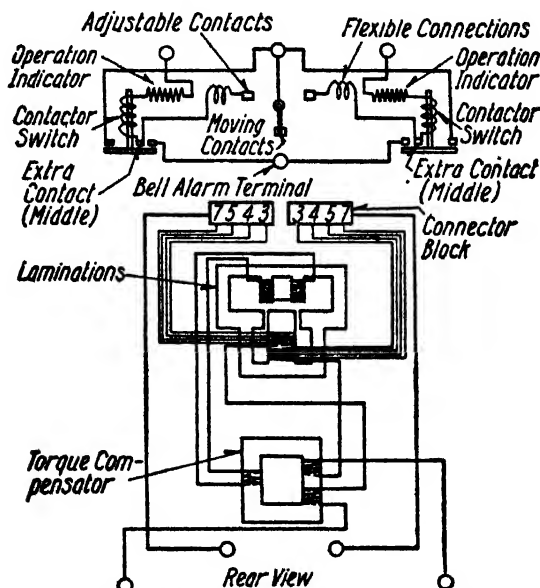 Adjustable Contacts
Flexible Connections
Operation
Indicator
Operation
Indicator
Contactor
Switch
Contactor
Switch
Moving
Contacts
Extra
Contact
(Middle)
Extra
Contact
(Middle)
Bell Alarm Terminal
7 5 4 3
3 4 5 7
Connector
Block
Laminations
Torque Com-
pensator
Rear View